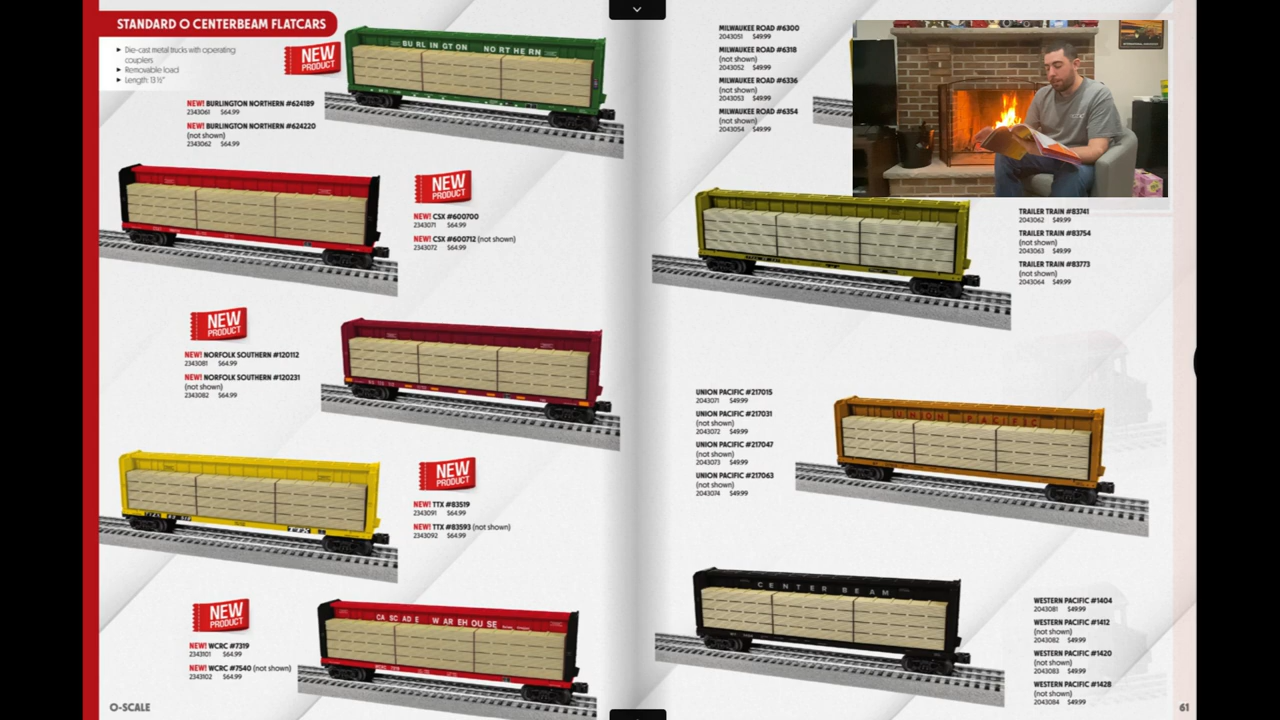 STANDARD O CENTERBEAM FLATCARS
Die-cast metal trucks with operating
couplers
Removable load
Length: 13 ½"
NEW
PRODUCT
BURLINGTON NORTHERN
NEW! BURLINGTON NORTHERN #624189
2343061 $64.99
NEW! BURLINGTON NORTHERN #624220
(not shown)
2343062 $64.99
NEW
PRODUCT
NEW! CSX #600700
2343071 $64.99
NEW! CSX #600712 (not shown)
2343072 $64.99
NEW
PRODUCT
NEW! NORFOLK SOUTHERN #120112
2343081 $64.99
NEW! NORFOLK SOUTHERN #120231
(not shown)
2343082 $64.99
NEW
PRODUCT
NEW! TTX #83519
2343091 $64.99
NEW! TTX #83593 (not shown)
2343092 $64.99
NEW
PRODUCT
CASCADE WAREHOUSE
NEW! WCRC #7319
2343101 $64.99
NEW! WCRC #7540 (not shown)
2343102 $64.99
O-SCALE
MILWAUKEE ROAD #6300
2043051 $49.99
MILWAUKEE ROAD #6318
(not shown)
2043052 $49.99
MILWAUKEE ROAD #6336
(not shown)
2043053 $49.99
MILWAUKEE ROAD #6354
(not shown)
2043054 $49.99
TRAILER TRAIN #83741
2043062 $49.99
TRAILER TRAIN #83754
(not shown)
2043063 $49.99
TRAILER TRAIN #83773
(not shown)
2043064 $49.99
UNION PACIFIC #217015
2043071 $49.99
UNION PACIFIC #217031
(not shown)
2043072 $49.99
UNION PACIFIC #217047
(not shown)
2043073 $49.99
UNION PACIFIC #217063
(not shown)
2043074 $49.99
UNION PACIFIC
CENTER BEAM
WESTERN PACIFIC #1404
2043081 $49.99
WESTERN PACIFIC #1412
(not shown)
2043082 $49.99
WESTERN PACIFIC #1420
(not shown)
2043083 $49.99
WESTERN PACIFIC #1428
(not shown)
2043084 $49.99
61